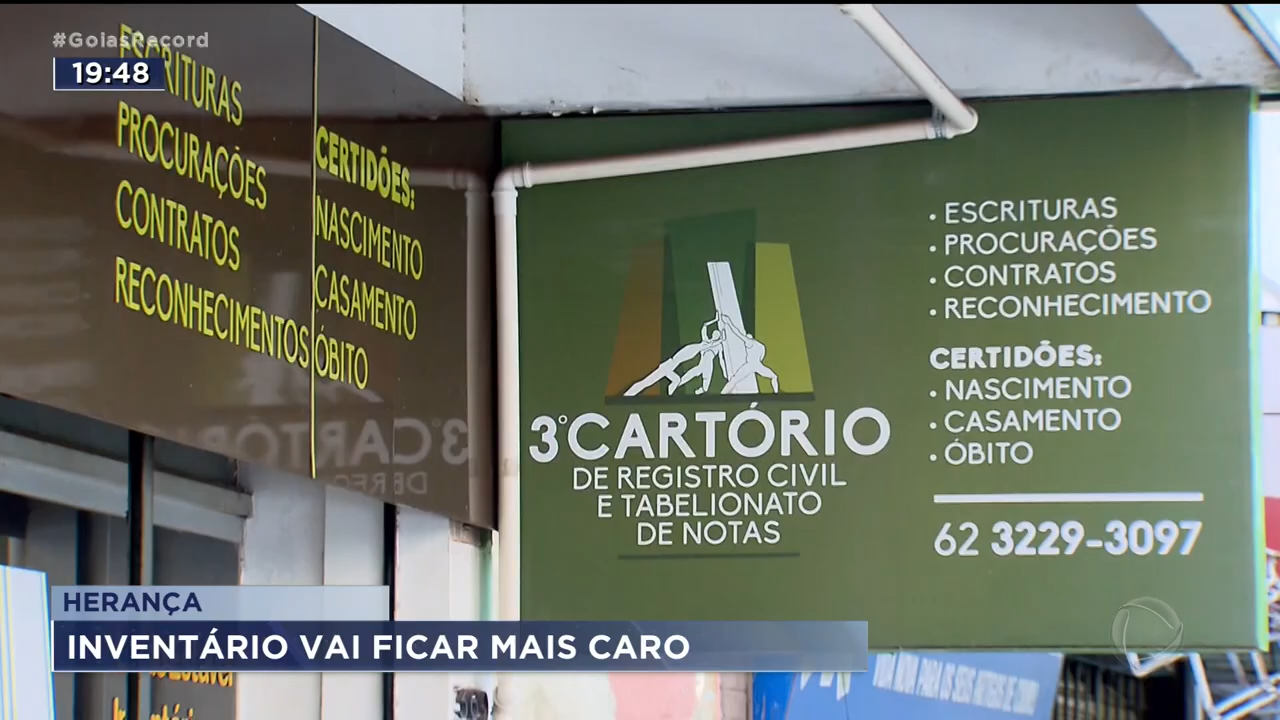 #GoiasRecord
19:48
ESCRITURAS
PROCURAÇÕES
CONTRATOS
RECONHECIMENTOS
CERTIDÕES:
NASCIMENTO
CASAMENTO
ÓBITO
3º CARTÓRIO
DE REGISTRO CIVIL
E TABELIONATO
DE NOTAS
• ESCRITURAS
• PROCURAÇÕES
• CONTRATOS
• RECONHECIMENTO
CERTIDÕES:
• NASCIMENTO
• CASAMENTO
• ÓBITO
62 3229-3097
HERANÇA
INVENTÁRIO VAI FICAR MAIS CARO